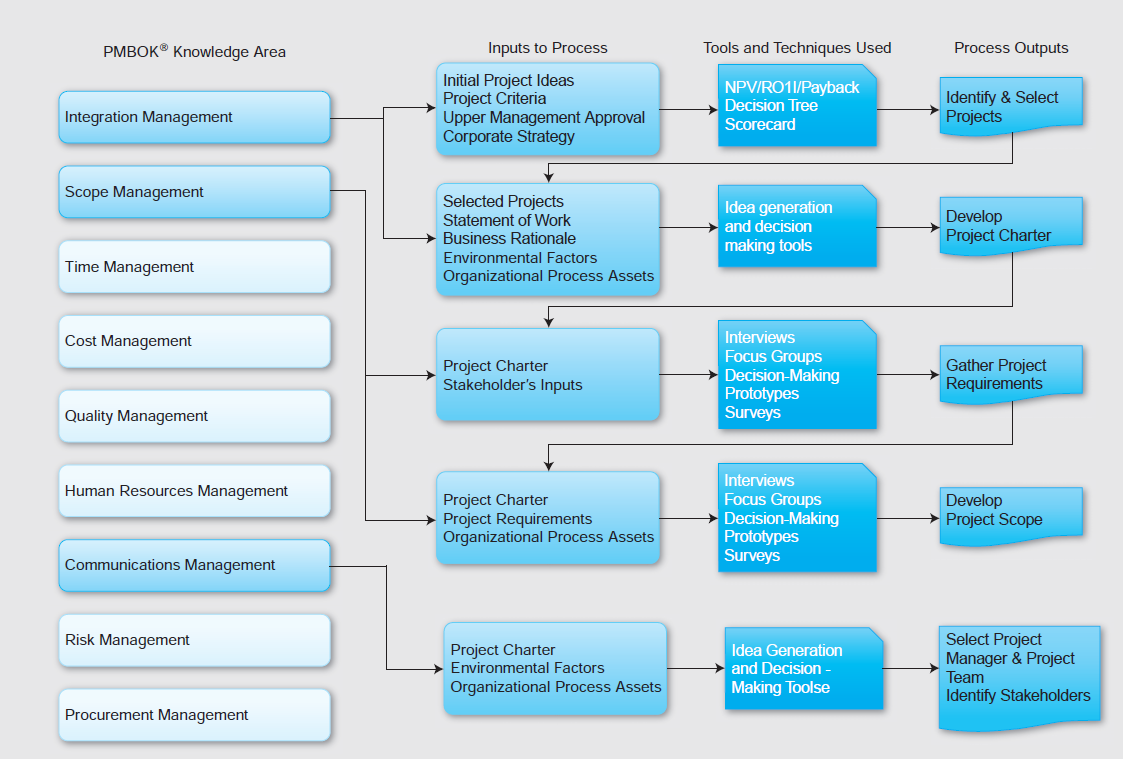 PMBOK® Knowledge Area
Inputs to Process
Tools and Techniques Used
Process Outputs
Integration Management
Scope Management
Time Management
Cost Management
Quality Management
Human Resources Management
Communications Management
Risk Management
Procurement Management
Initial Project Ideas
Project Criteria
Upper Management Approval
Corporate Strategy
NPV/RO1I/Payback
Decision Tree
Scorecard
Identify & Select
Projects
Selected Projects
Statement of Work
Business Rationale
Environmental Factors
Organizational Process Assets
Idea generation
and decision
making tools
Develop
Project Charter
Project Charter
Stakeholder's Inputs
Interviews
Focus Groups
Decision-Making
Prototypes
Surveys
Gather Project
Requirements
Project Charter
Project Requirements
Organizational Process Assets
Interviews
Focus Groups
Decision-Making
Prototypes
Surveys
Develop
Project Scope
Project Charter
Environmental Factors
Organizational Process Assets
Idea Generation
and Decision -
Making Toolse
Select Project
Manager & Project
Team
Identify Stakeholders